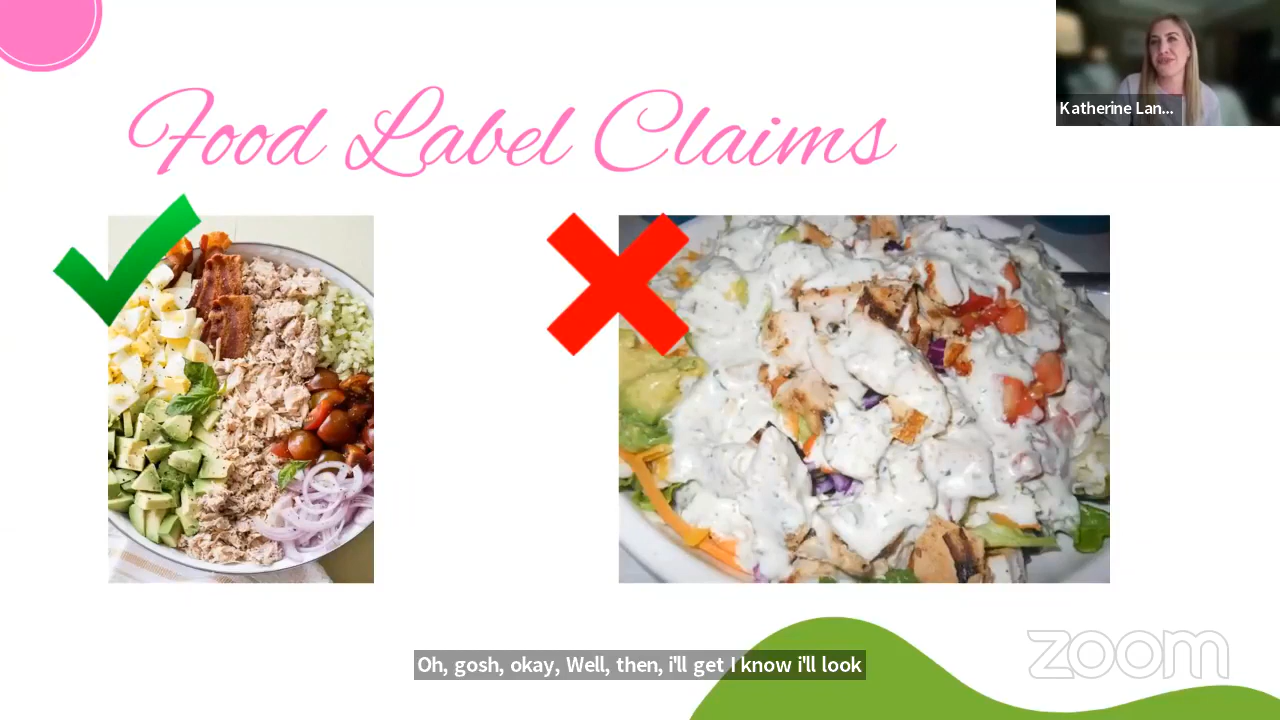 Food Label Claims
Katherine Lan...
Oh, gosh, okay, Well, then, i'll get I know i'll look
zoom